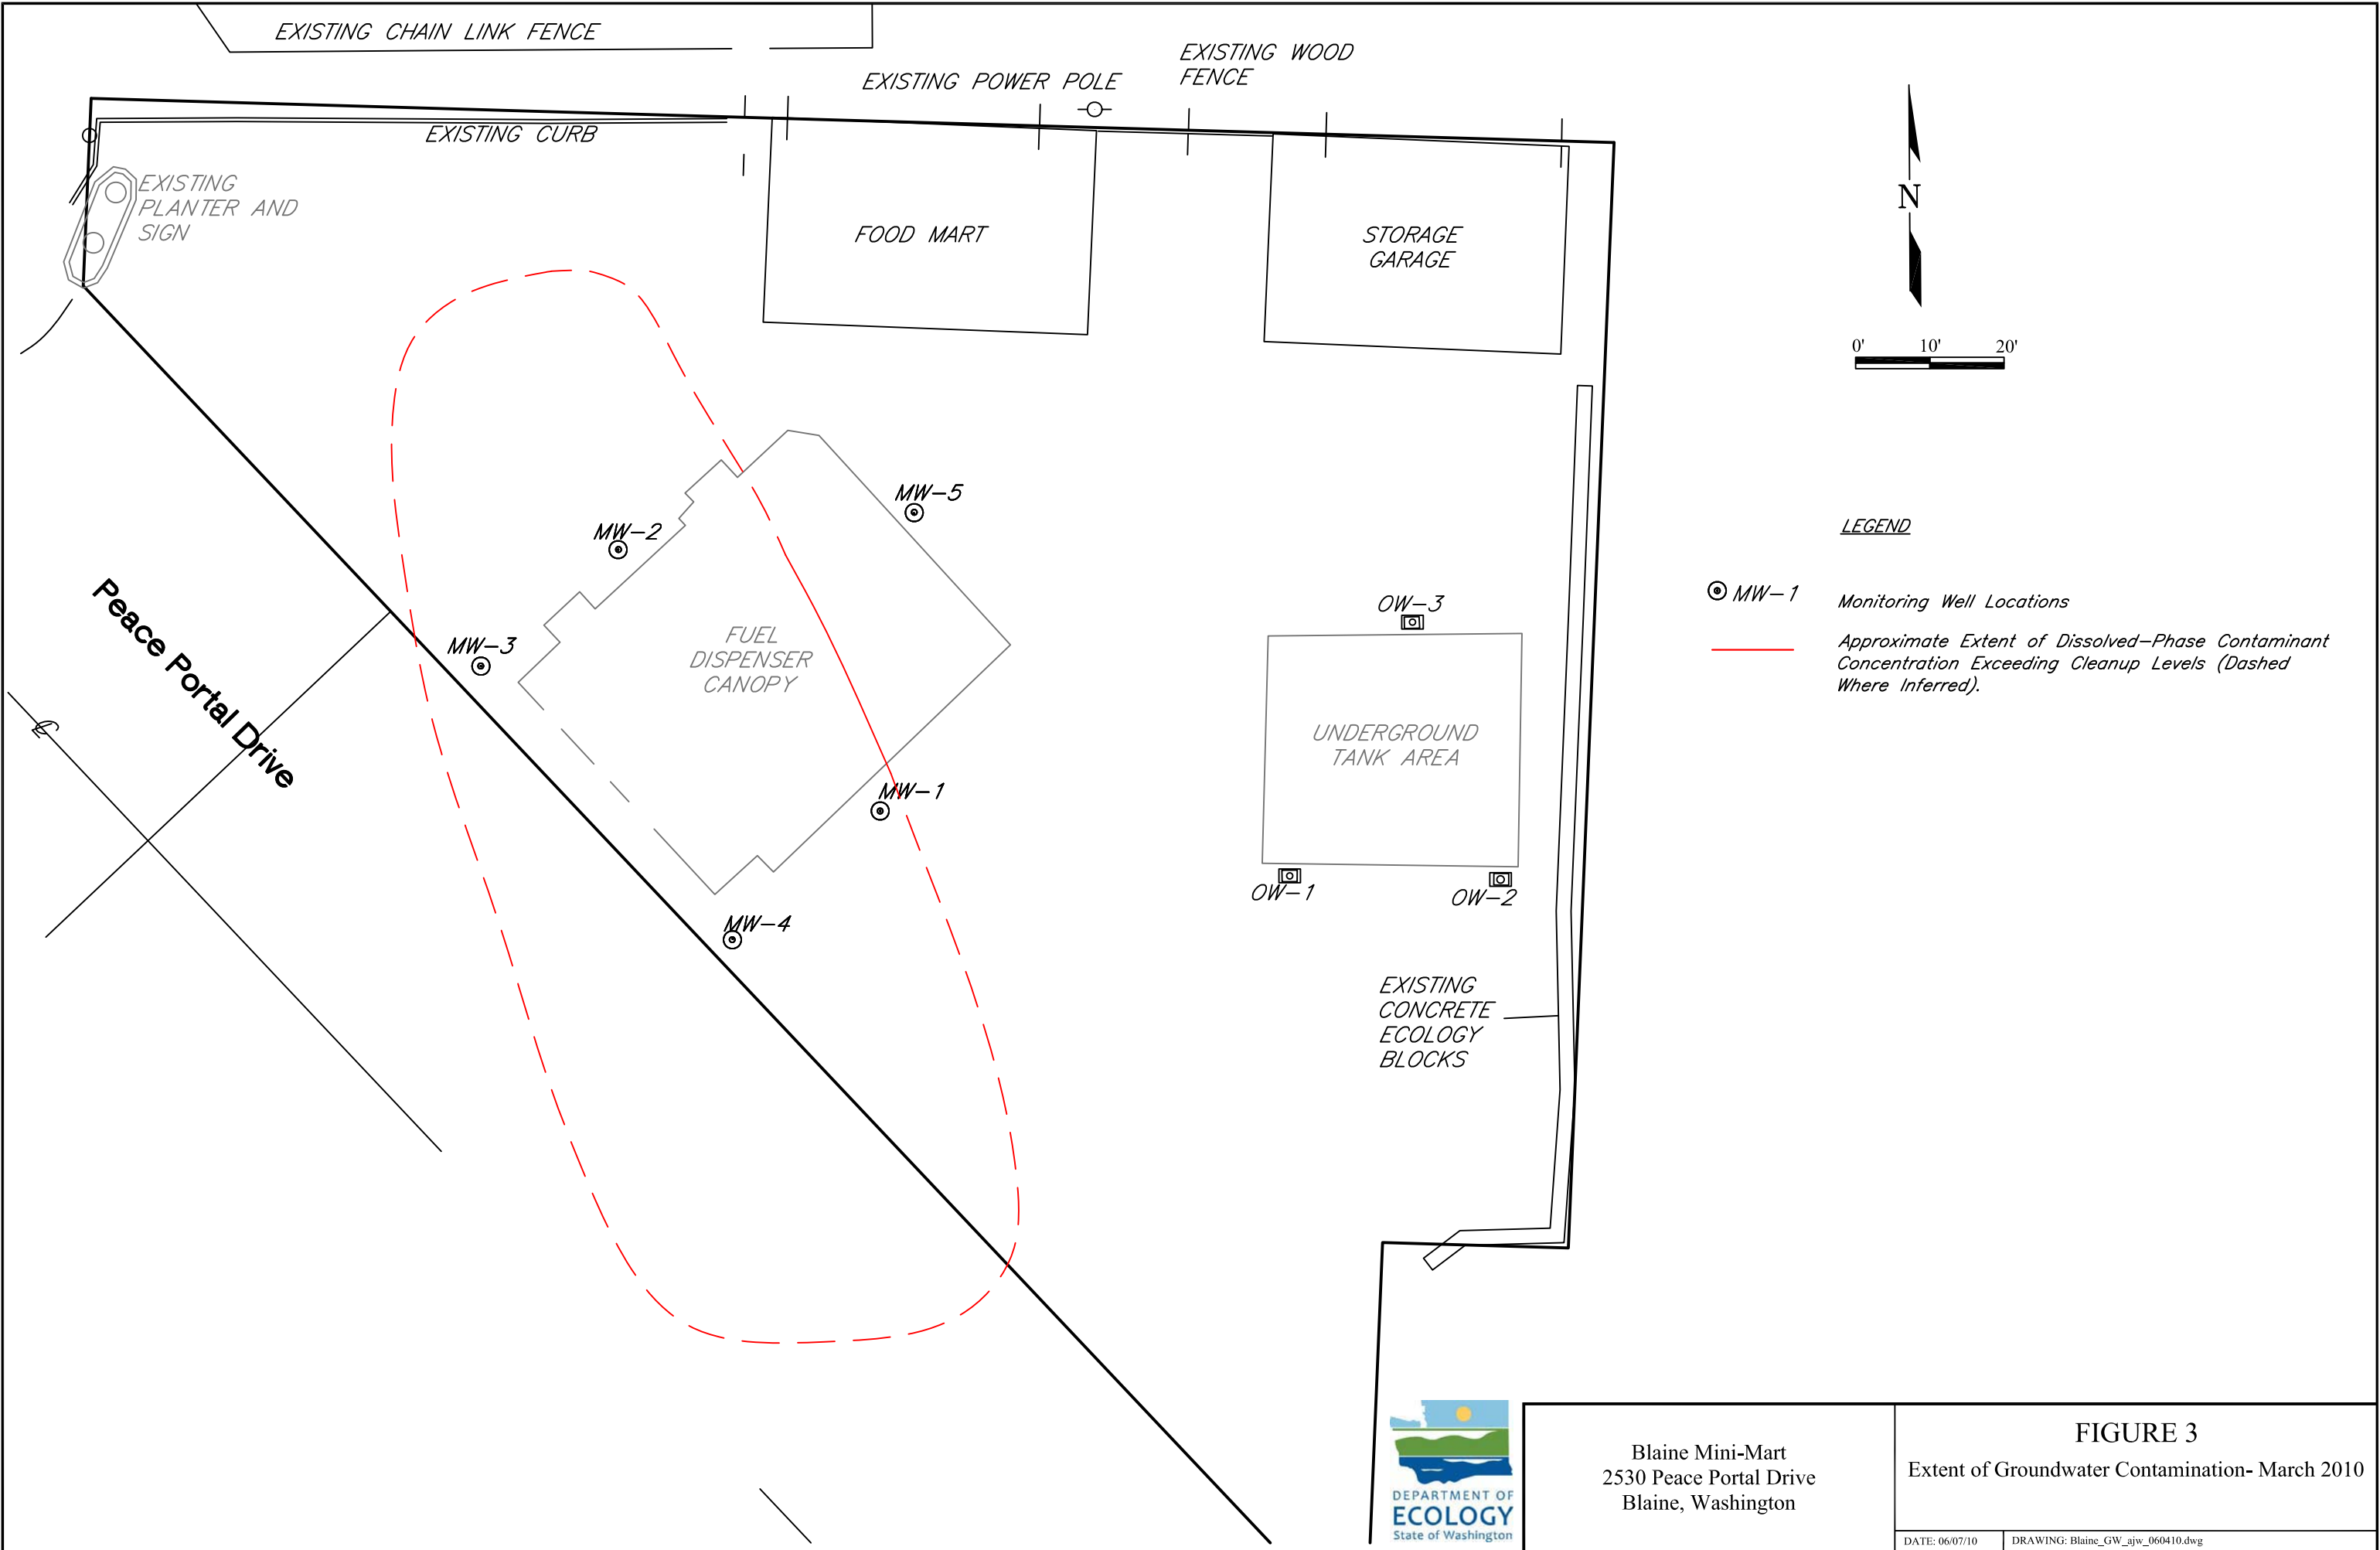 EXISTING CHAIN LINK FENCE
EXISTING WOOD
FENCE
EXISTING POWER POLE
EXISTING CURB
EXISTING
PLANTER AND
SIGN
FOOD MART
STORAGE
GARAGE
N
0' 10' 20'
MW-5
MW-2
MW-3
FUEL
DISPENSER
CANOPY
MW-1
MW-4
Peace Portal Drive
OW-3
UNDERGROUND
TANK AREA
OW-1
OW-2
EXISTING
CONCRETE
ECOLOGY
BLOCKS
LEGEND
MW-1
Monitoring Well Locations
Approximate Extent of Dissolved-Phase Contaminant
Concentration Exceeding Cleanup Levels (Dashed
Where Inferred).
DEPARTMENT OF
ECOLOGY
State of Washington
Blaine Mini-Mart
2530 Peace Portal Drive
Blaine, Washington
FIGURE 3
Extent of Groundwater Contamination- March 2010
DATE: 06/07/10
DRAWING: Blaine_GW_ajw_060410.dwg